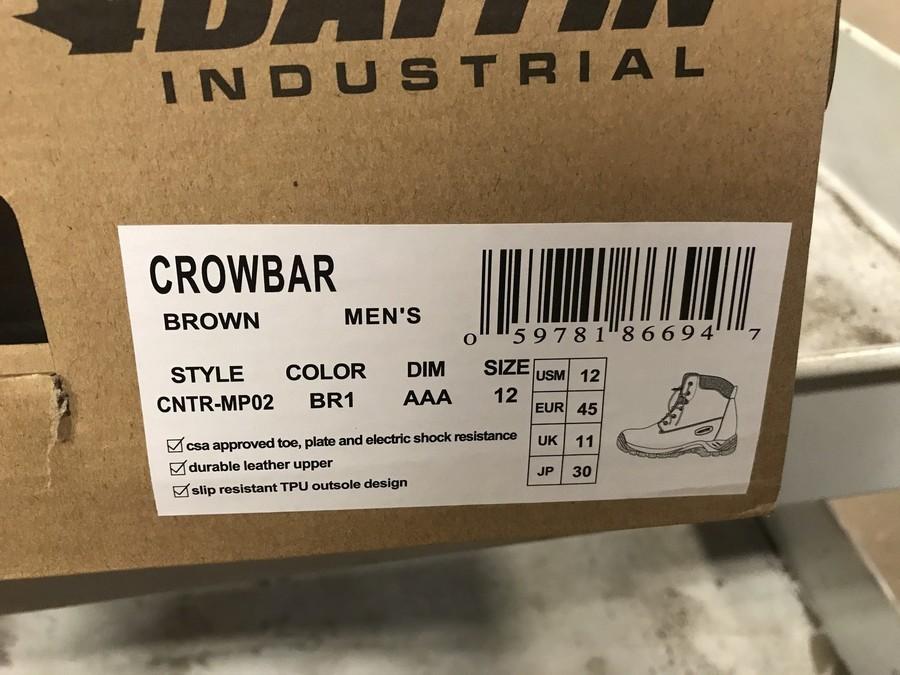 BAFFIN
INDUSTRIAL
CROWBAR
BROWN MEN'S
0 59781 86694 7
STYLE COLOR DIM SIZE
CNTR-MP02 BR1 AAA 12
USM 12
EUR 45
UK 11
JP 30
csa approved toe, plate and electric shock resistance
durable leather upper
slip resistant TPU outsole design